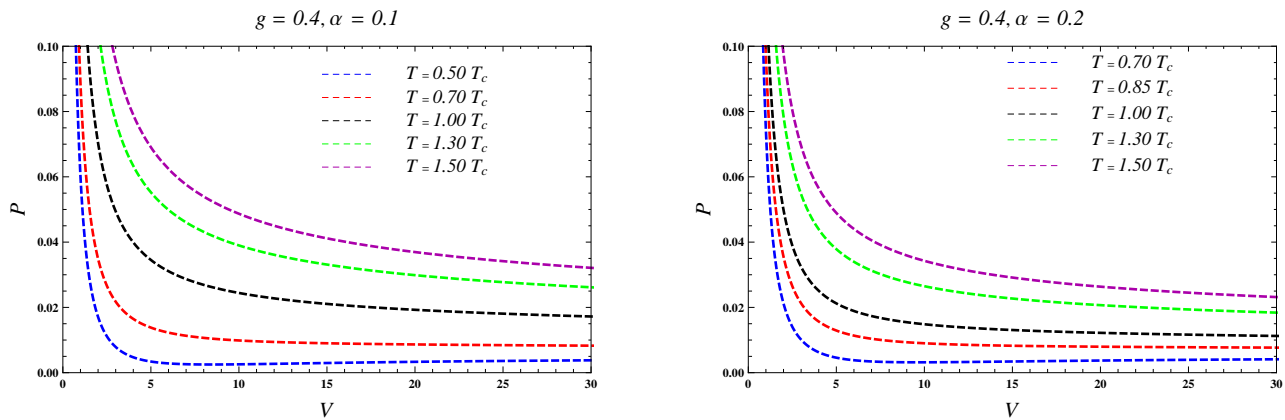 g = 0.4, α = 0.1
0.10
0.08
0.06
0.04
0.02
0.00
P
0 5 10 15 20 25 30
V
T = 0.50 T_c
T = 0.70 T_c
T = 1.00 T_c
T = 1.30 T_c
T = 1.50 T_c
g = 0.4, α = 0.2
0.10
0.08
0.06
0.04
0.02
0.00
P
0 5 10 15 20 25 30
V
T = 0.70 T_c
T = 0.85 T_c
T = 1.00 T_c
T = 1.30 T_c
T = 1.50 T_c